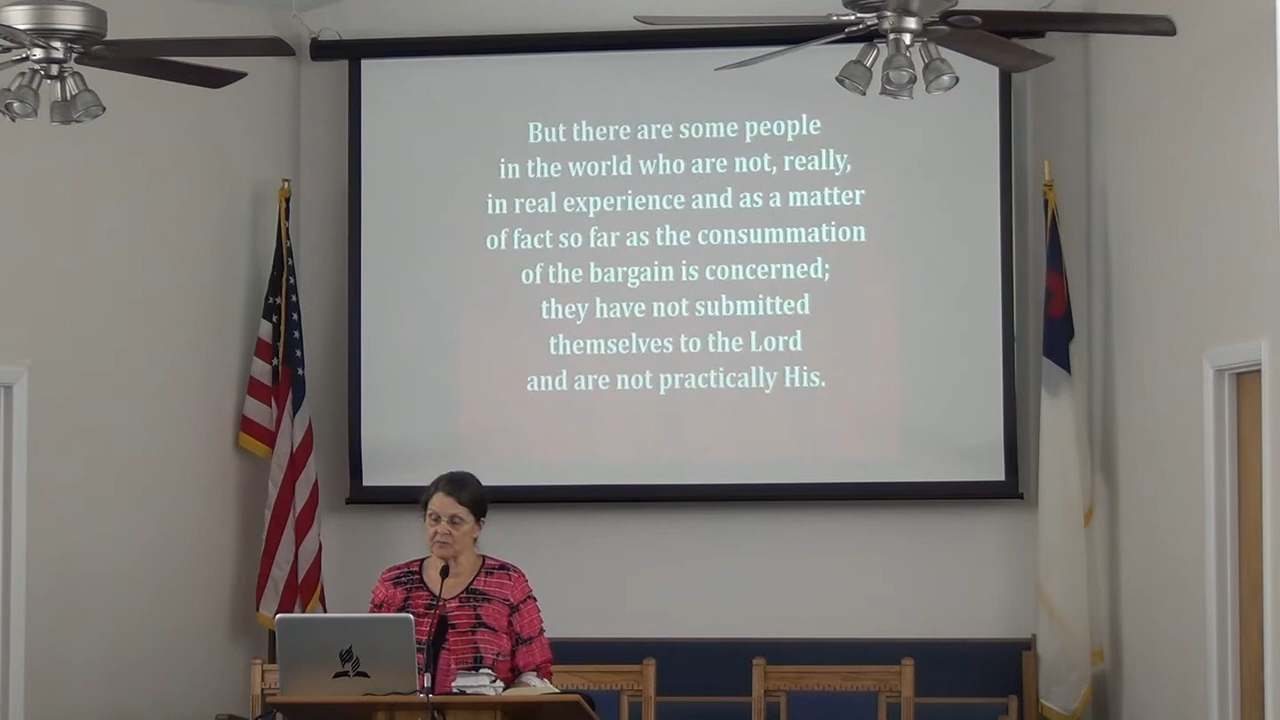 But there are some people
in the world who are not, really,
in real experience and as a matter
of fact so far as the consummation
of the bargain is concerned;
they have not submitted
themselves to the Lord
and are not practically His.